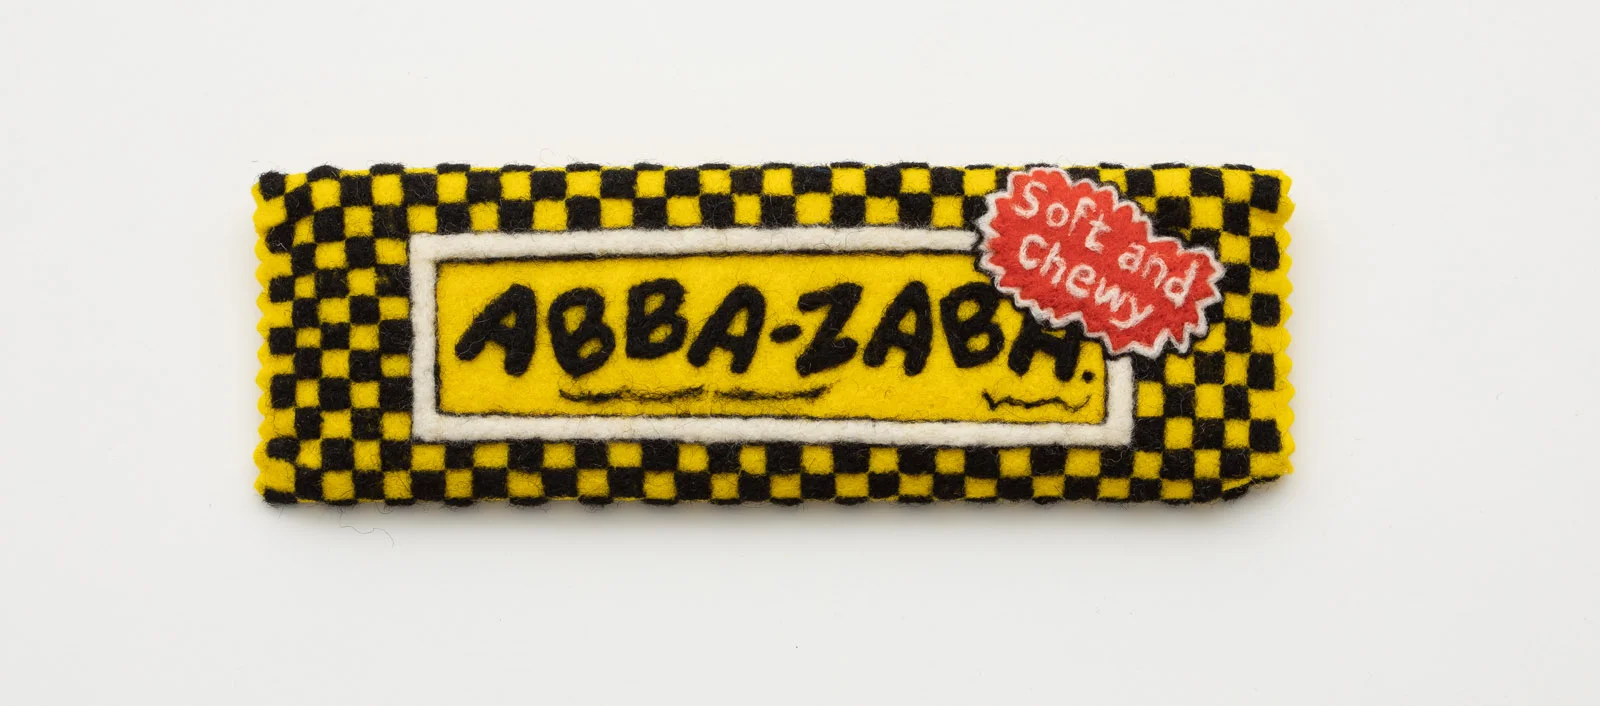 Soft and
Chewy
ABBA-ZABA.